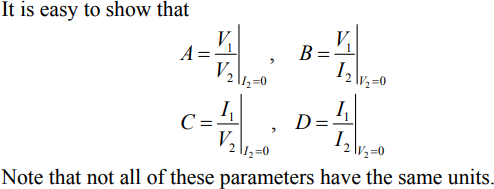 It is easy to show that
A = V₁/V₂ |_{I₂=0} , B = V₁/I₂ |_{V₂=0}
C = I₁/V₂ |_{I₂=0} , D = I₁/I₂ |_{V₂=0}
Note that not all of these parameters have the same units.